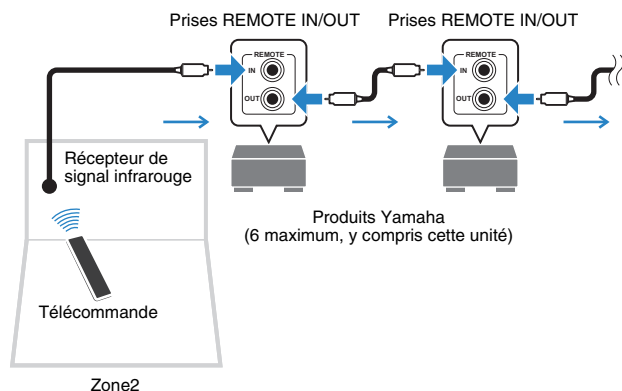 Prises REMOTE IN/OUT
Prises REMOTE IN/OUT
REMOTE
IN
OUT
REMOTE
IN
OUT
Récepteur de
signal infrarouge
Produits Yamaha
(6 maximum, y compris cette unité)
Télécommande
Zone2